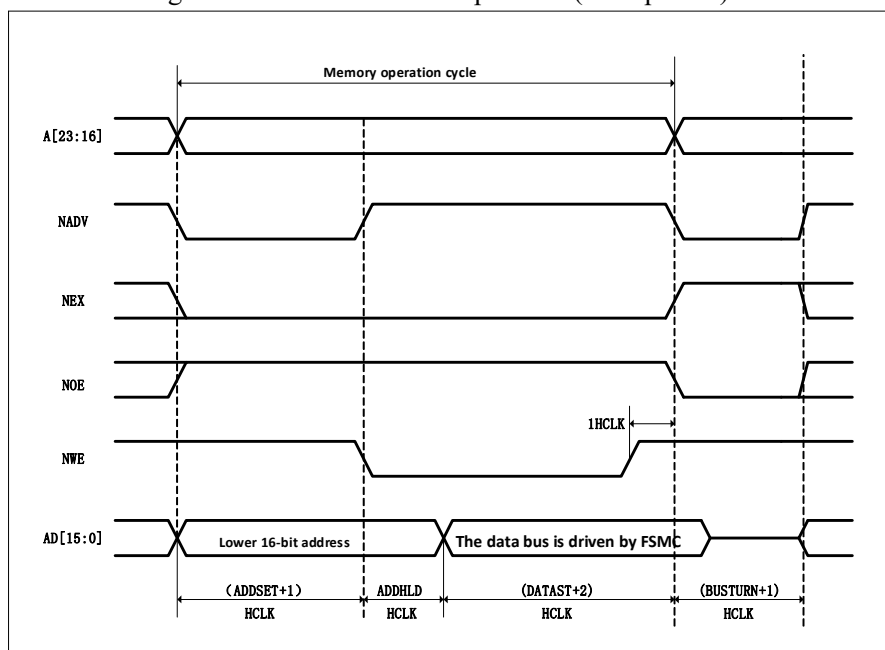 Memory operation cycle
A[23:16]
NADV
NEX
NOE
1HCLK
NWE
AD[15:0]
Lower 16-bit address
The data bus is driven by FSMC
(ADDSET+1)
ADDHLD
(DATAST+2)
(BUSTURN+1)
HCLK
HCLK
HCLK
HCLK